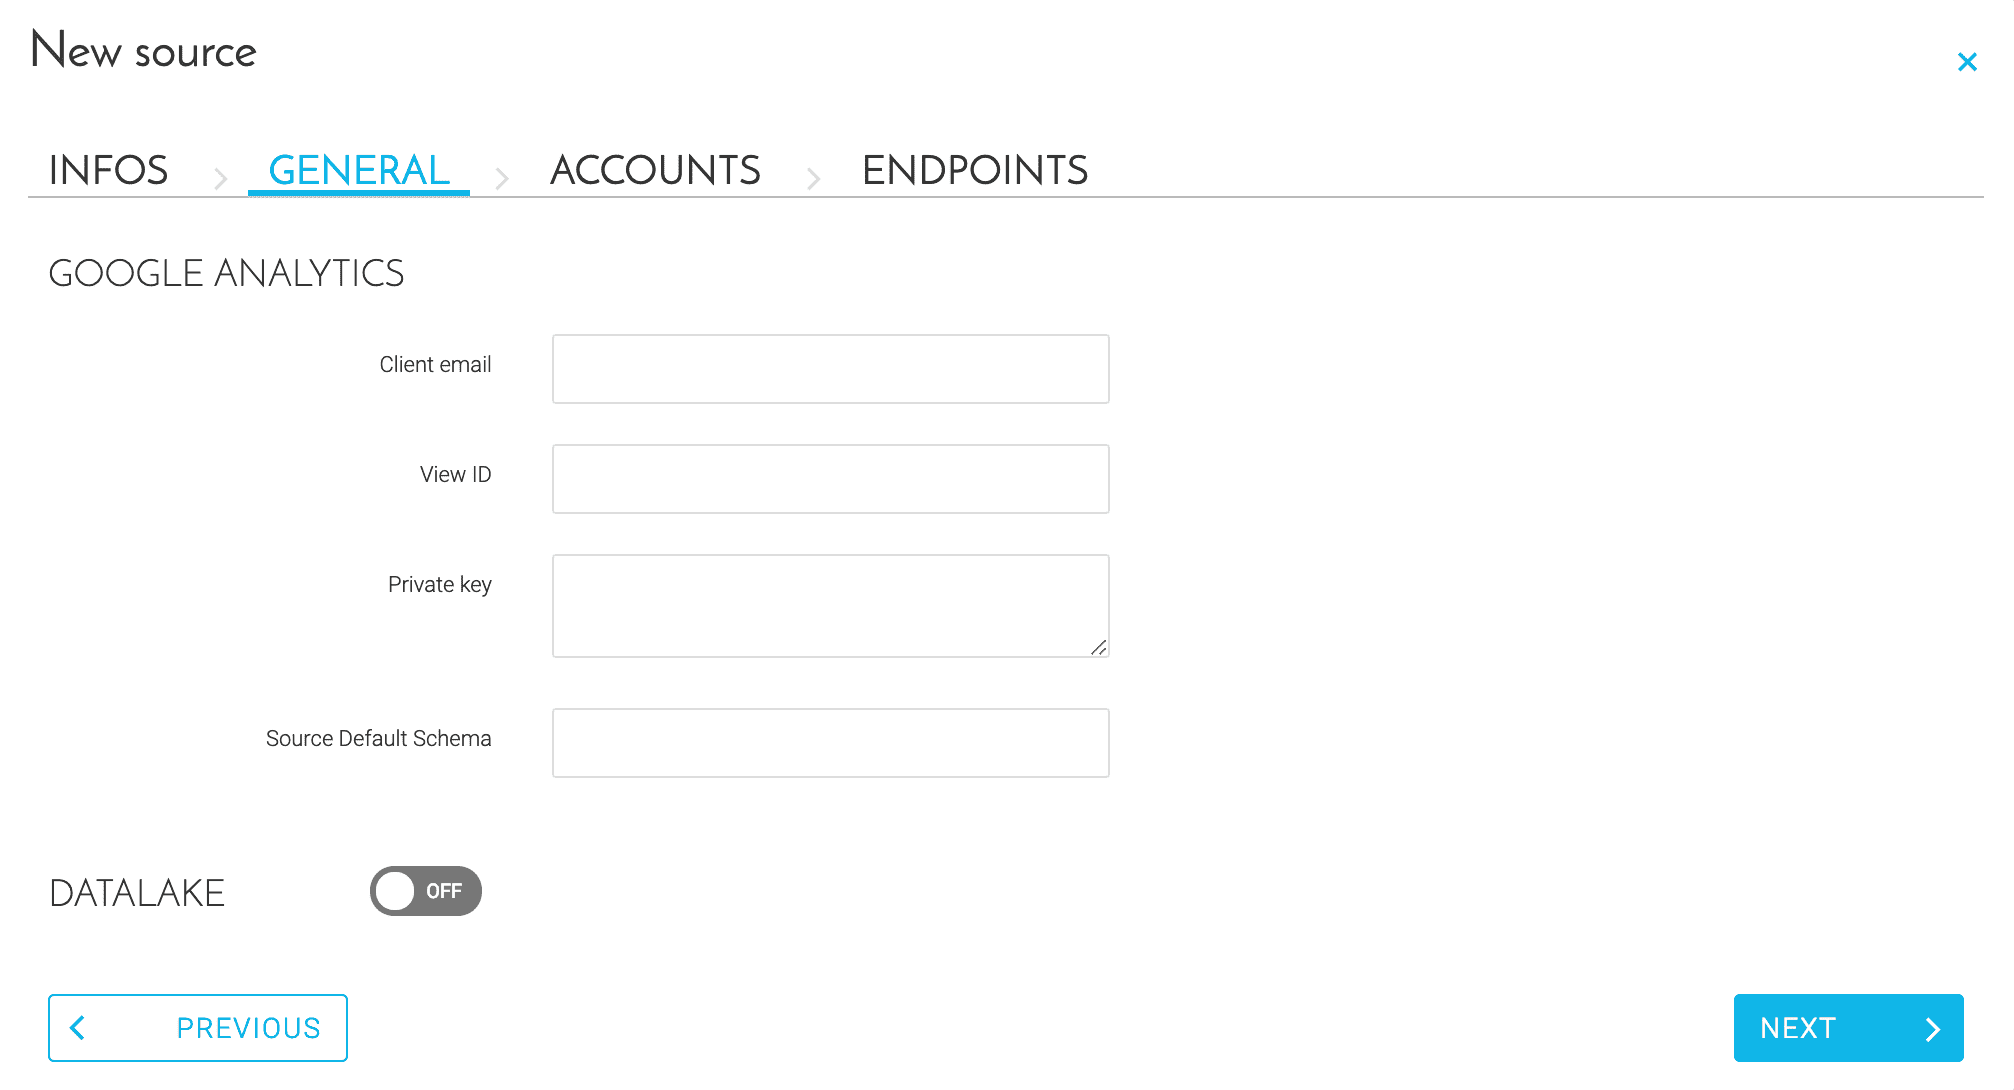 New source
INFOS GENERAL ACCOUNTS ENDPOINTS
GOOGLE ANALYTICS
Client email
View ID
Private key
Source Default Schema
DATALAKE OFF
PREVIOUS NEXT